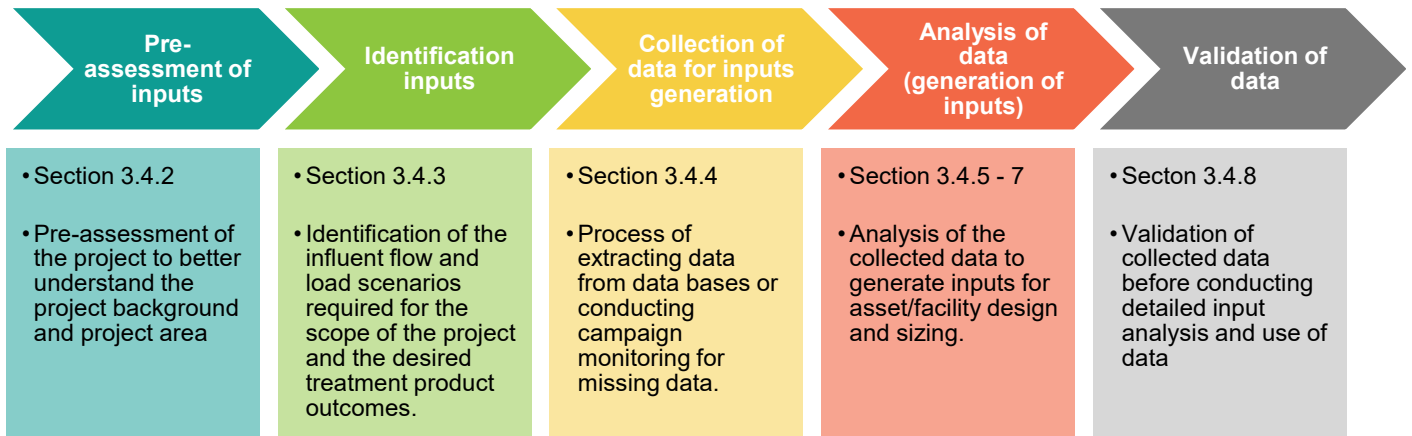 Pre-
assessment of
inputs
Identification
inputs
Collection of
data for inputs
generation
Analysis of
data
(generation of
inputs)
Validation of
data
• Section 3.4.2
• Pre-assessment of
the project to better
understand the
project background
and project area
• Section 3.4.3
• Identification of the
influent flow and
load scenarios
required for the
scope of the project
and the desired
treatment product
outcomes.
• Section 3.4.4
• Process of
extracting data
from data bases or
conducting
campaign
monitoring for
missing data.
• Section 3.4.5 - 7
• Analysis of the
collected data to
generate inputs for
asset/facility design
and sizing.
• Secton 3.4.8
• Validation of
collected data
before conducting
detailed input
analysis and use of
data